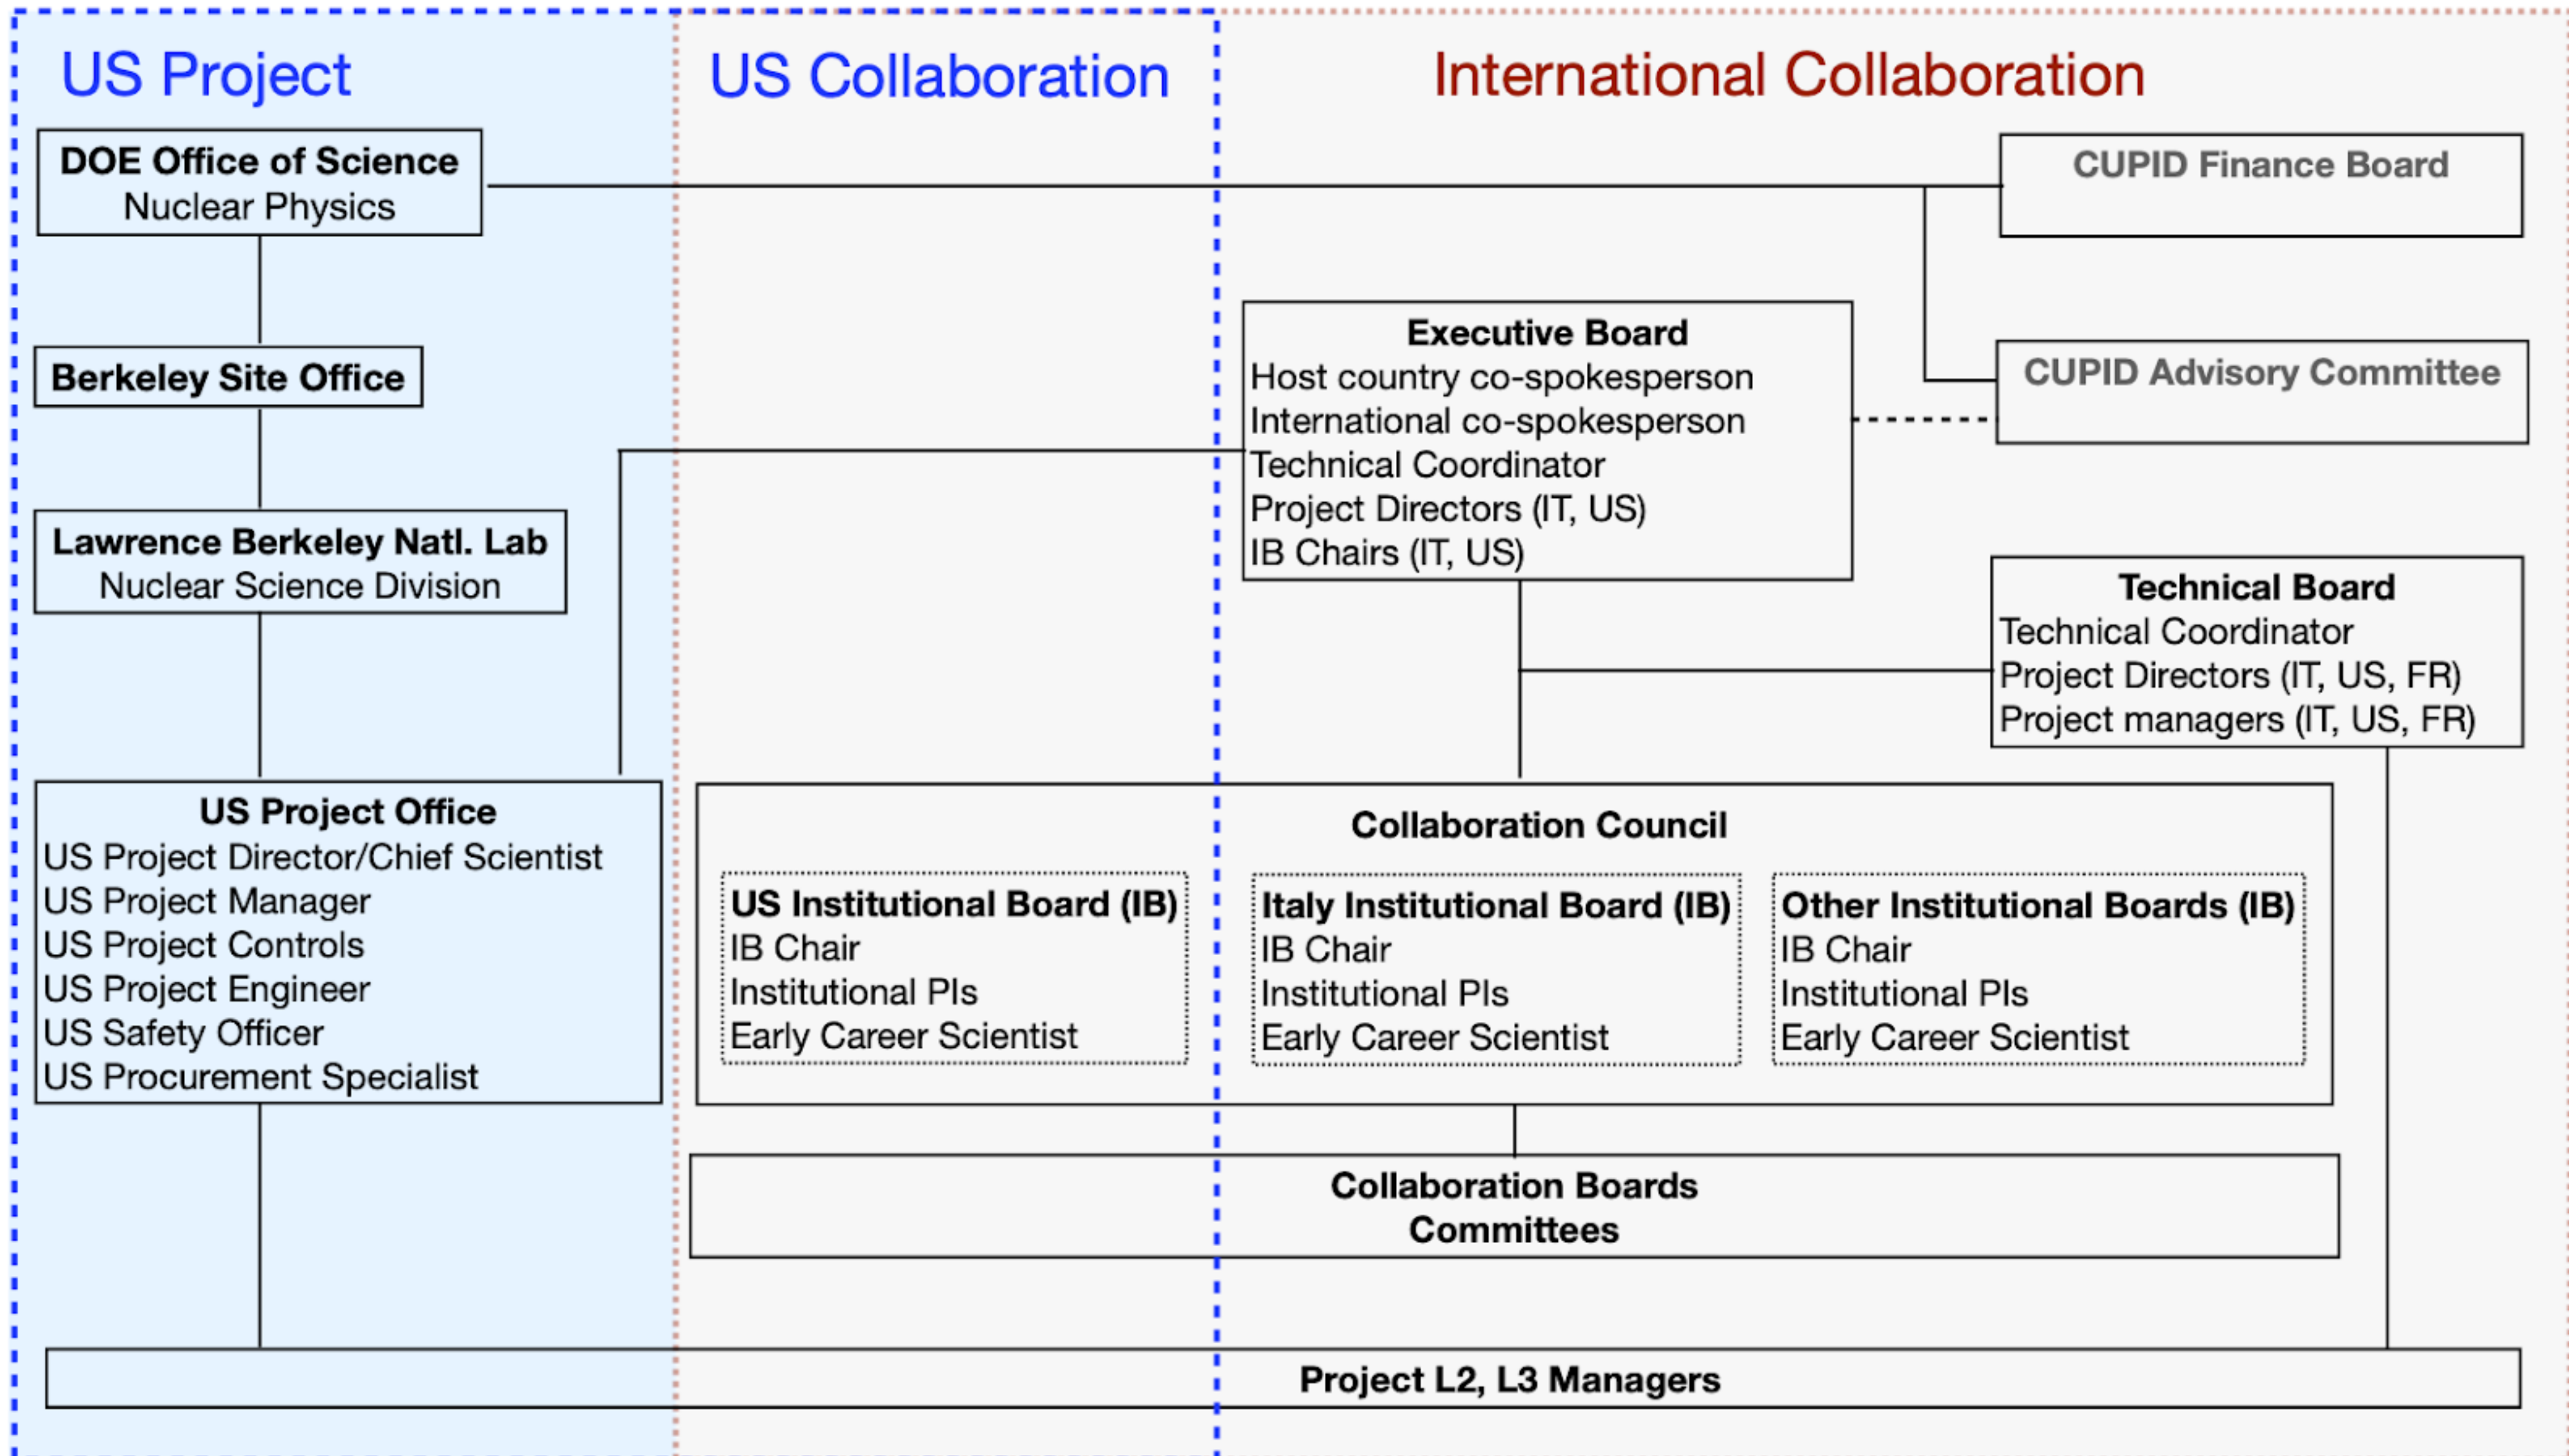 US Project
US Collaboration
International Collaboration
DOE Office of Science
Nuclear Physics
CUPID Finance Board
Berkeley Site Office
Executive Board
Host country co-spokesperson
International co-spokesperson
Technical Coordinator
Project Directors (IT, US)
IB Chairs (IT, US)
CUPID Advisory Committee
Lawrence Berkeley Natl. Lab
Nuclear Science Division
Technical Board
Technical Coordinator
Project Directors (IT, US, FR)
Project managers (IT, US, FR)
US Project Office
US Project Director/Chief Scientist
US Project Manager
US Project Controls
US Project Engineer
US Safety Officer
US Procurement Specialist
Collaboration Council
US Institutional Board (IB)
IB Chair
Institutional PIs
Early Career Scientist
Italy Institutional Board (IB)
IB Chair
Institutional PIs
Early Career Scientist
Other Institutional Boards (IB)
IB Chair
Institutional PIs
Early Career Scientist
Collaboration Boards
Committees
Project L2, L3 Managers